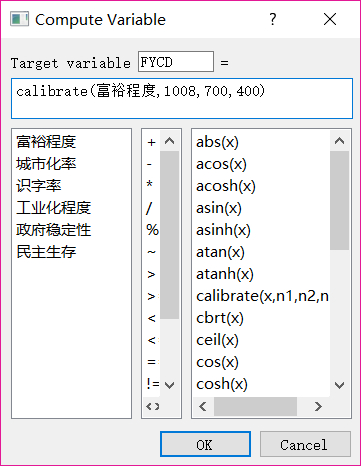 Compute Variable
?
Target variable FYCD =
calibrate(富裕程度,1008,700,400)
富裕程度
城市化率
识字率
工业化程度
政府稳定性
民主生存
+
-
*
/
%
~
>
>
<
<
=
!=
<>
abs(x)
acos(x)
acosh(x)
asin(x)
asinh(x)
atan(x)
atanh(x)
calibrate(x,n1,n2,n
cbrt(x)
ceil(x)
cos(x)
cosh(x)
OK
Cancel